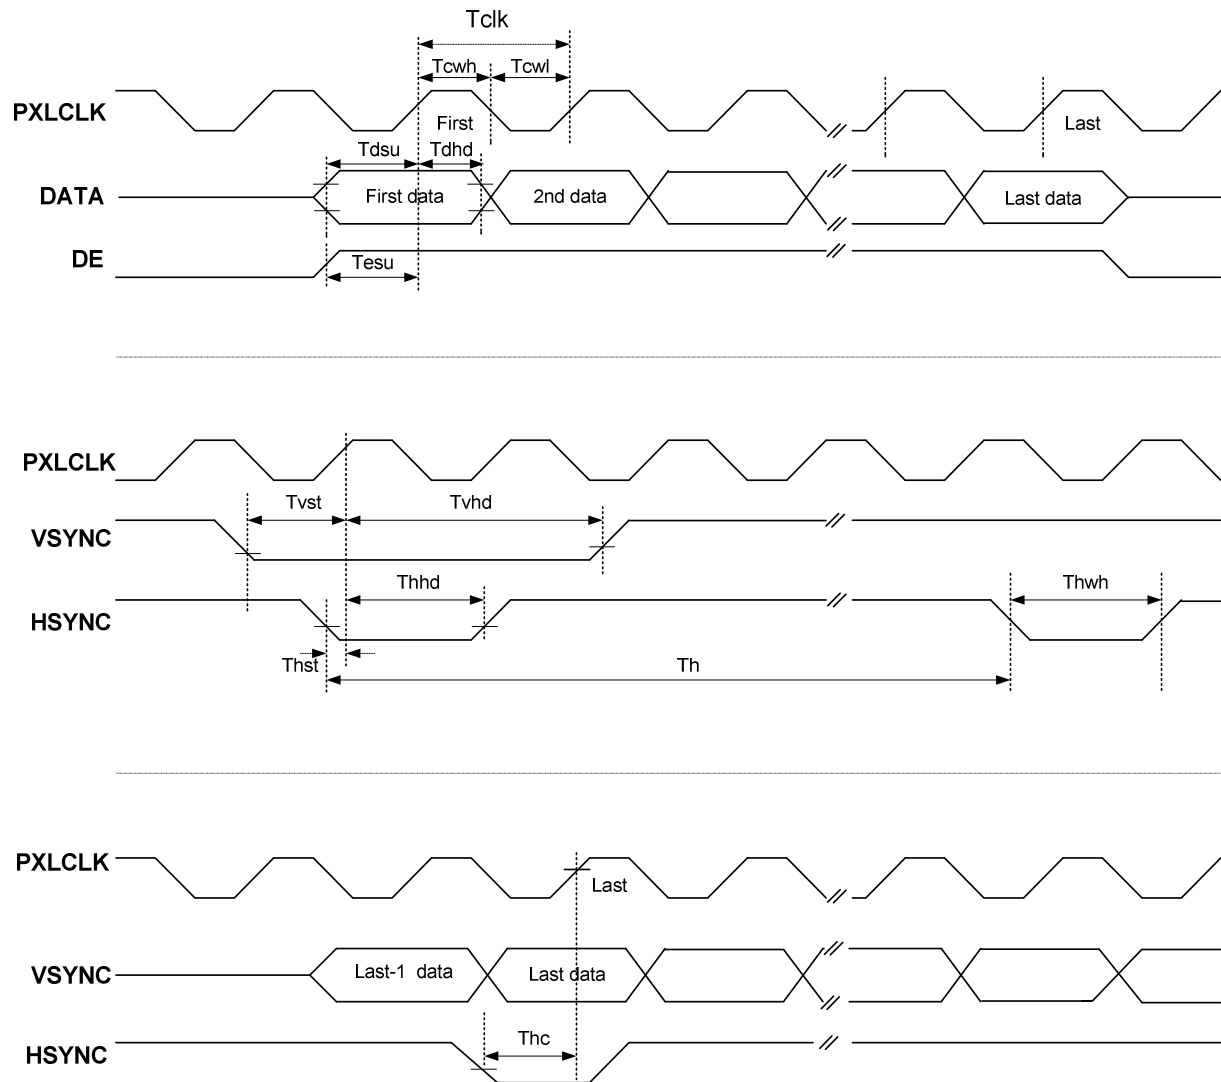 Tclk
Tcwh Tcwl
PXLCLK First Last
Tdsu Tdhd
DATA First data 2nd data Last data
DE
Tesu
PXLCLK
Tvst Tvhd
VSYNC
Thhd Thwh
HSYNC
Thst Th
PXLCLK
Last
VSYNC Last-1 data Last data
Thc
HSYNC